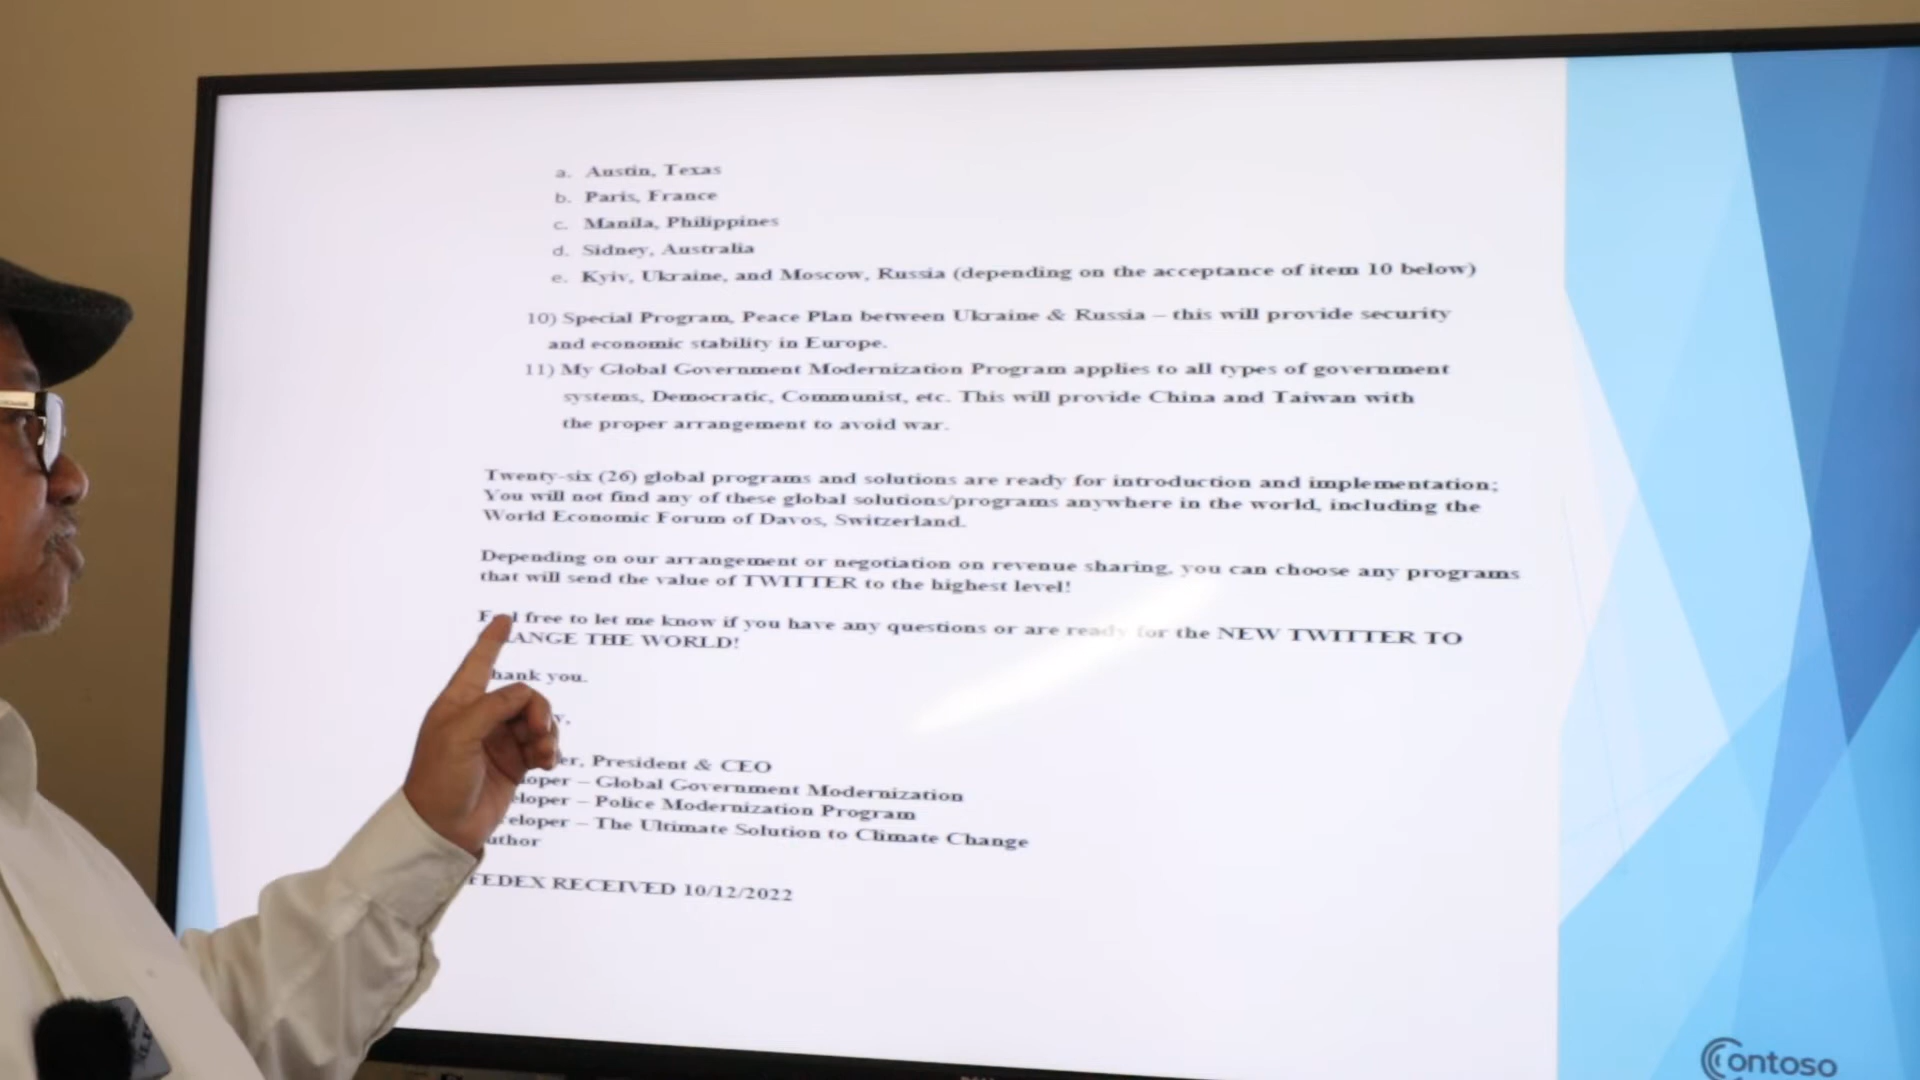 a. Austin, Texas
b. Paris, France
c. Manila, Philippines
d. Sidney, Australia
e. Kyiv, Ukraine, and Moscow, Russia (depending on the acceptance of item 10 below)
10) Special Program, Peace Plan between Ukraine & Russia – this will provide security
and economic stability in Europe.
11) My Global Government Modernization Program applies to all types of government
systems, Democratic, Communist, etc. This will provide China and Taiwan with
the proper arrangement to avoid war.
Twenty-six (26) global programs and solutions are ready for introduction and implementation;
You will not find any of these global solutions/programs anywhere in the world, including the
World Economic Forum of Davos, Switzerland.
Depending on our arrangement or negotiation on revenue sharing, you can choose any programs
that will send the value of TWITTER to the highest level!
free to let me know if you have any questions or are ready for the NEW TWITTER TO
THE WORLD!
you.
President & CEO
– Global Government Modernization
– Police Modernization Program
– The Ultimate Solution to Climate Change
FEDEX RECEIVED 10/12/2022
Contoso